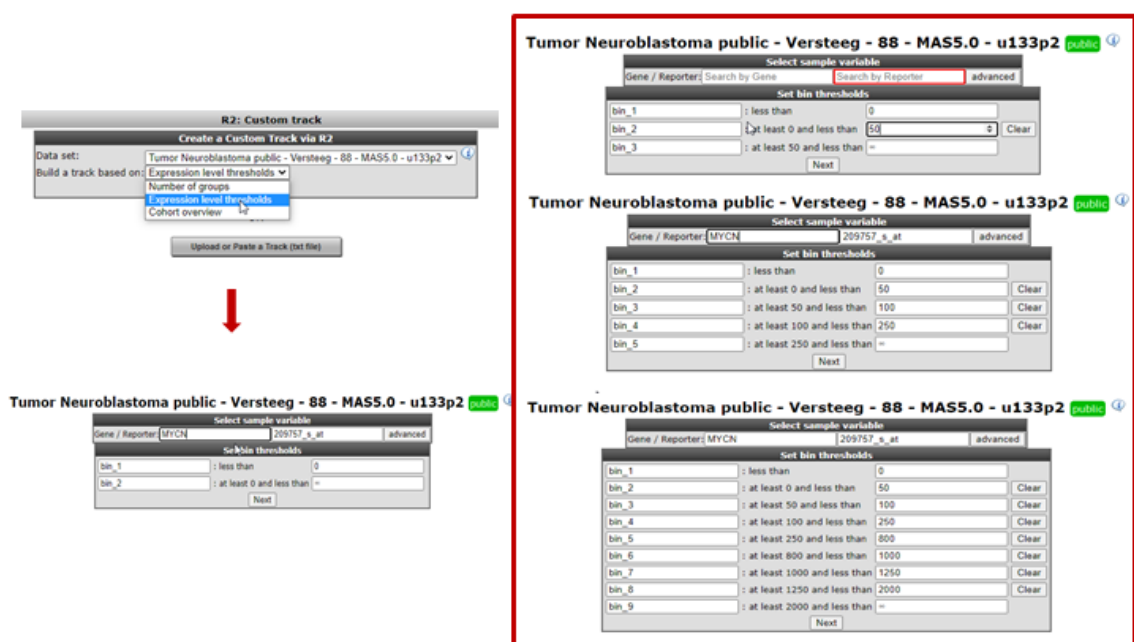 R2: Custom track
Create a Custom Track via R2
Data set: Tumor Neuroblastoma public - Versteeg - 88 - MAS5.0 - u133p2
Build a track based on: Expression level thresholds
Number of groups
Expression level thresholds
Cohort overview
Upload or Paste a Track (txt file)
Tumor Neuroblastoma public - Versteeg - 88 - MAS5.0 - u133p2 public
Select sample variable
Gene / Reporter: MYCN 209757_s_at advanced
Set bin thresholds
bin_1 : less than 0
bin_2 : at least 0 and less than ∞
Next
Tumor Neuroblastoma public - Versteeg - 88 - MAS5.0 - u133p2 public
Select sample variable
Gene / Reporter: Search by Gene Search by Reporter advanced
Set bin thresholds
bin_1 : less than 0
bin_2 : at least 0 and less than 50 Clear
bin_3 : at least 50 and less than ∞
Next
Tumor Neuroblastoma public - Versteeg - 88 - MAS5.0 - u133p2 public
Select sample variable
Gene / Reporter: MYCN 209757_s_at advanced
Set bin thresholds
bin_1 : less than 0
bin_2 : at least 0 and less than 50 Clear
bin_3 : at least 50 and less than 100 Clear
bin_4 : at least 100 and less than 250 Clear
bin_5 : at least 250 and less than ∞
Next
Tumor Neuroblastoma public - Versteeg - 88 - MAS5.0 - u133p2 public
Select sample variable
Gene / Reporter: MYCN 209757_s_at advanced
Set bin thresholds
bin_1 : less than 0
bin_2 : at least 0 and less than 50 Clear
bin_3 : at least 50 and less than 100 Clear
bin_4 : at least 100 and less than 250 Clear
bin_5 : at least 250 and less than 800 Clear
bin_6 : at least 800 and less than 1000 Clear
bin_7 : at least 1000 and less than 1250 Clear
bin_8 : at least 1250 and less than 2000 Clear
bin_9 : at least 2000 and less than ∞
Next